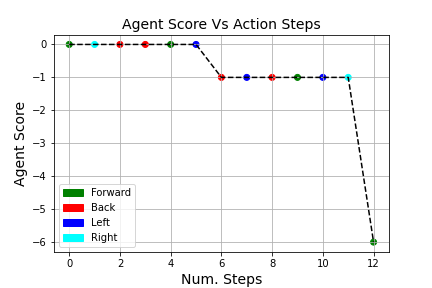 Agent Score Vs Action Steps
0
−1
−2
−3
−4
−5
−6
Agent Score
Forward
Back
Left
Right
0 2 4 6 8 10 12
Num. Steps